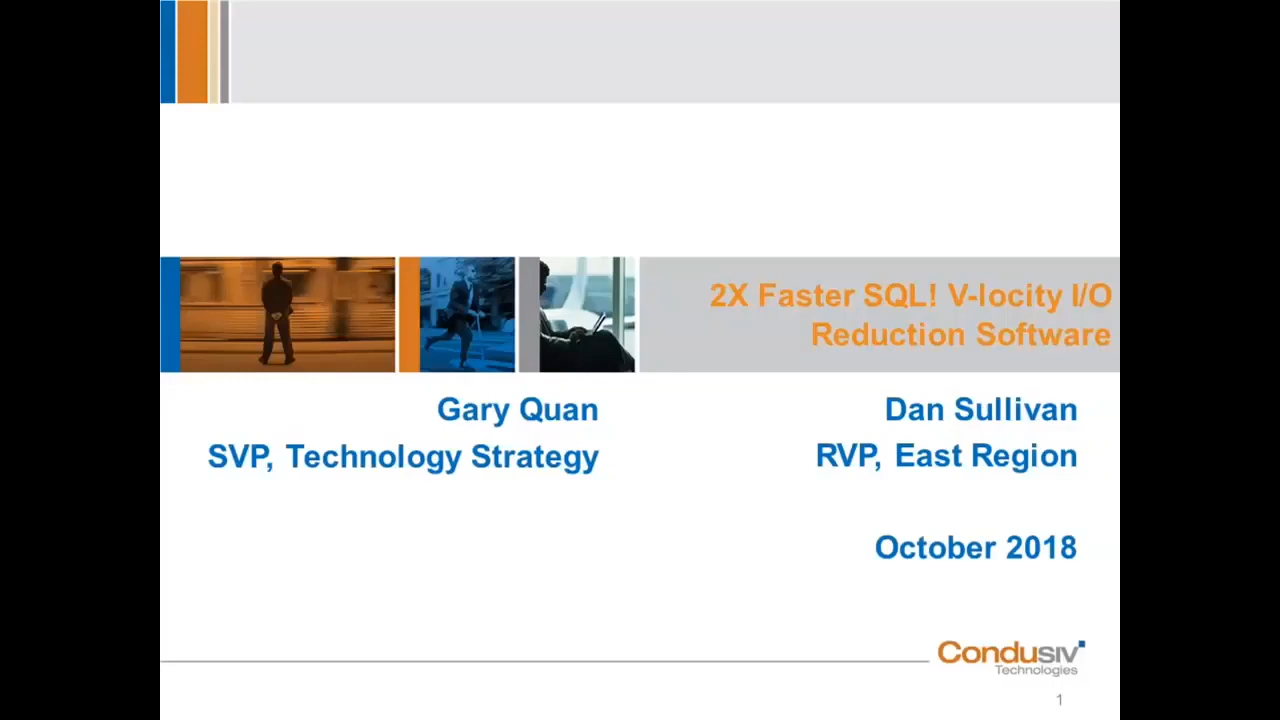 2X Faster SQL! V-locity I/O
Reduction Software
Gary Quan
SVP, Technology Strategy
Dan Sullivan
RVP, East Region
October 2018
Condusiv
Technologies
1